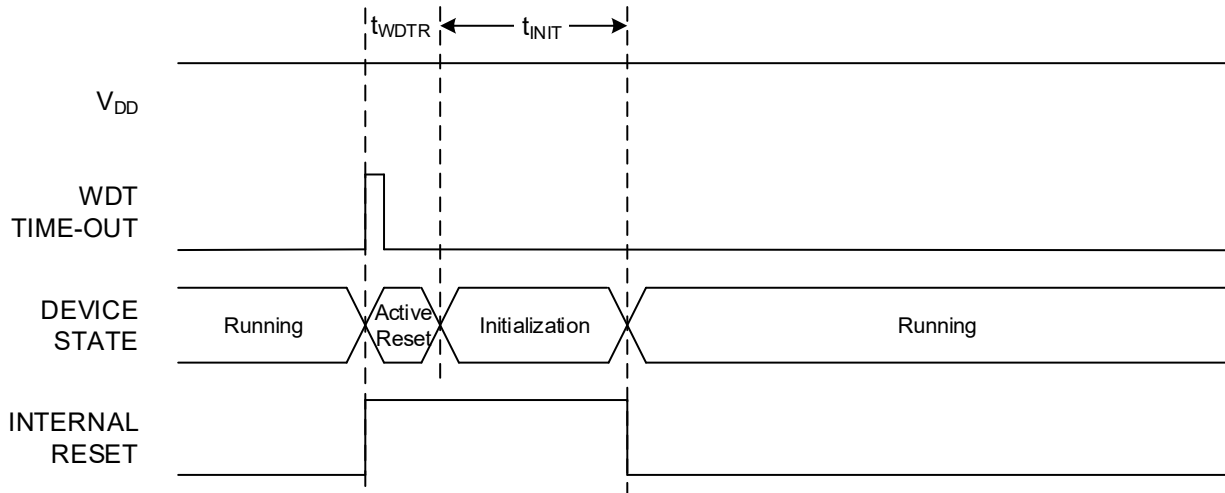 tWDTR
tINIT
VDD
WDT
TIME-OUT
DEVICE
STATE
Running
Active
Reset
Initialization
Running
INTERNAL
RESET